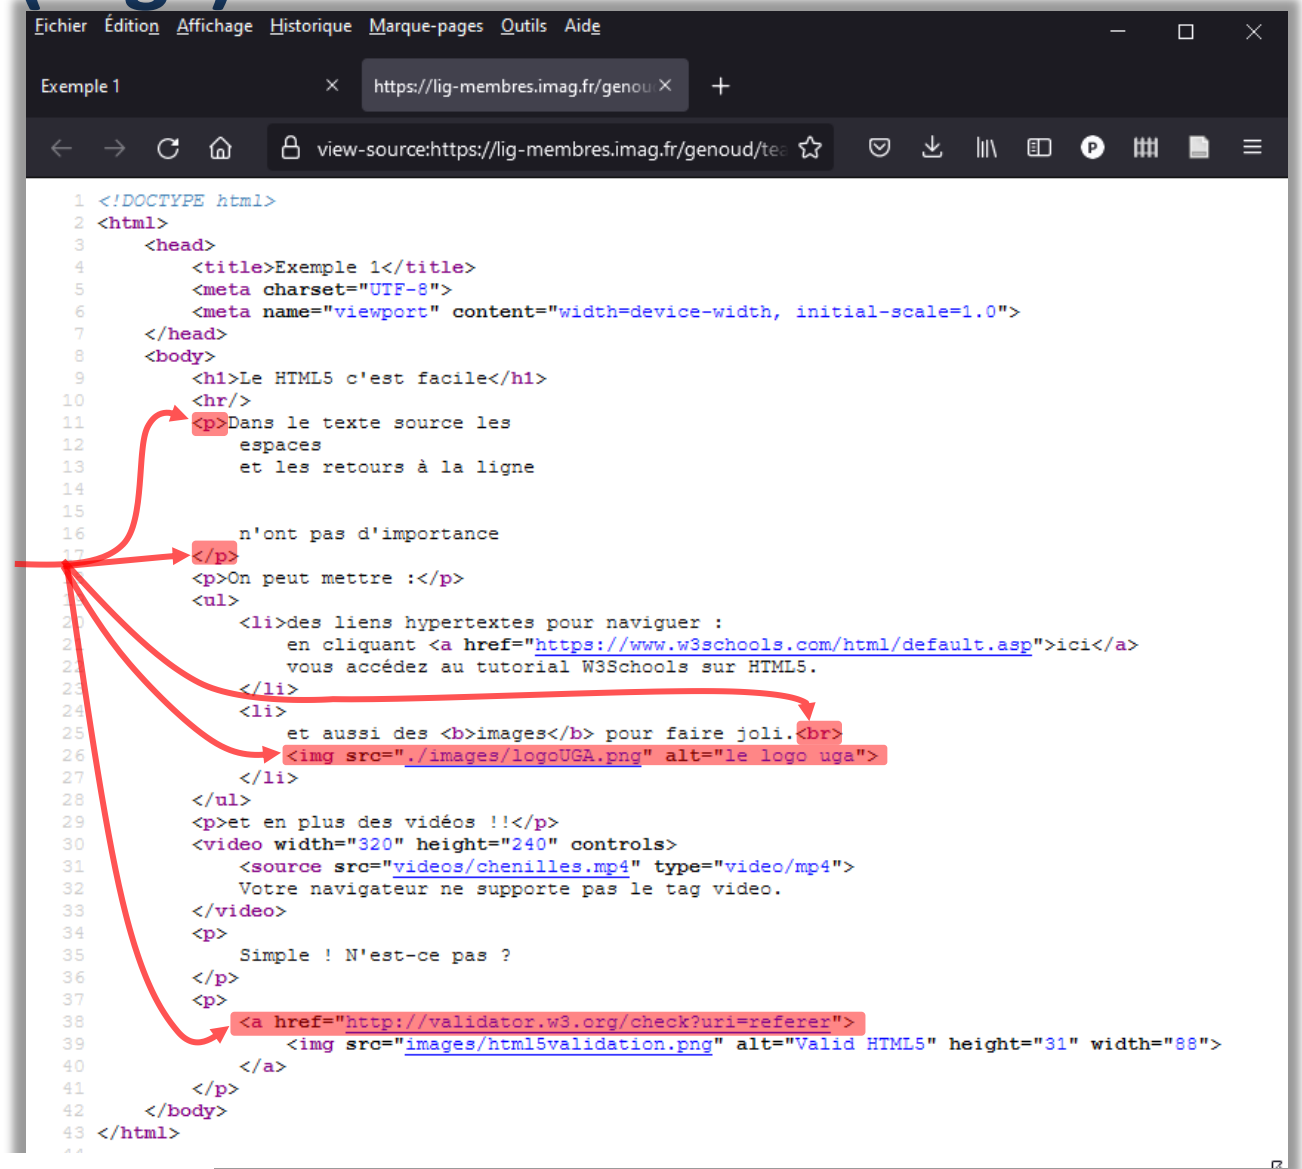 Fichier Édition Affichage Historique Marque-pages Outils Aide
Exemple 1 https://lig-membres.imag.fr/genou
view-source:https://lig-membres.imag.fr/genoud/tea
1 <!DOCTYPE html>
2 <html>
3 <head>
4 <title>Exemple 1</title>
5 <meta charset="UTF-8">
6 <meta name="viewport" content="width=device-width, initial-scale=1.0">
7 </head>
8 <body>
9 <h1>Le HTML5 c'est facile</h1>
10 <hr/>
11 <p>Dans le texte source les
12 espaces
13 et les retours à la ligne
14
15
16 n'ont pas d'importance
17 </p>
18 <p>On peut mettre :</p>
19 <ul>
20 <li>des liens hypertextes pour naviguer :
21 en cliquant <a href="https://www.w3schools.com/html/default.asp">ici</a>
22 vous accédez au tutorial W3Schools sur HTML5.
23 </li>
24 <li>
25 et aussi des <b>images</b> pour faire joli.<br>
26 <img src="./images/logoUGA.png" alt="le logo uga">
27 </li>
28 </ul>
29 <p>et en plus des vidéos !!</p>
30 <video width="320" height="240" controls>
31 <source src="videos/chenilles.mp4" type="video/mp4">
32 Votre navigateur ne supporte pas le tag video.
33 </video>
34 <p>
35 Simple ! N'est-ce pas ?
36 </p>
37 <p>
38 <a href="http://validator.w3.org/check?uri=referer">
39 <img src="images/html5validation.png" alt="Valid HTML5" height="31" width="88">
40 </a>
41 </p>
42 </body>
43 </html>